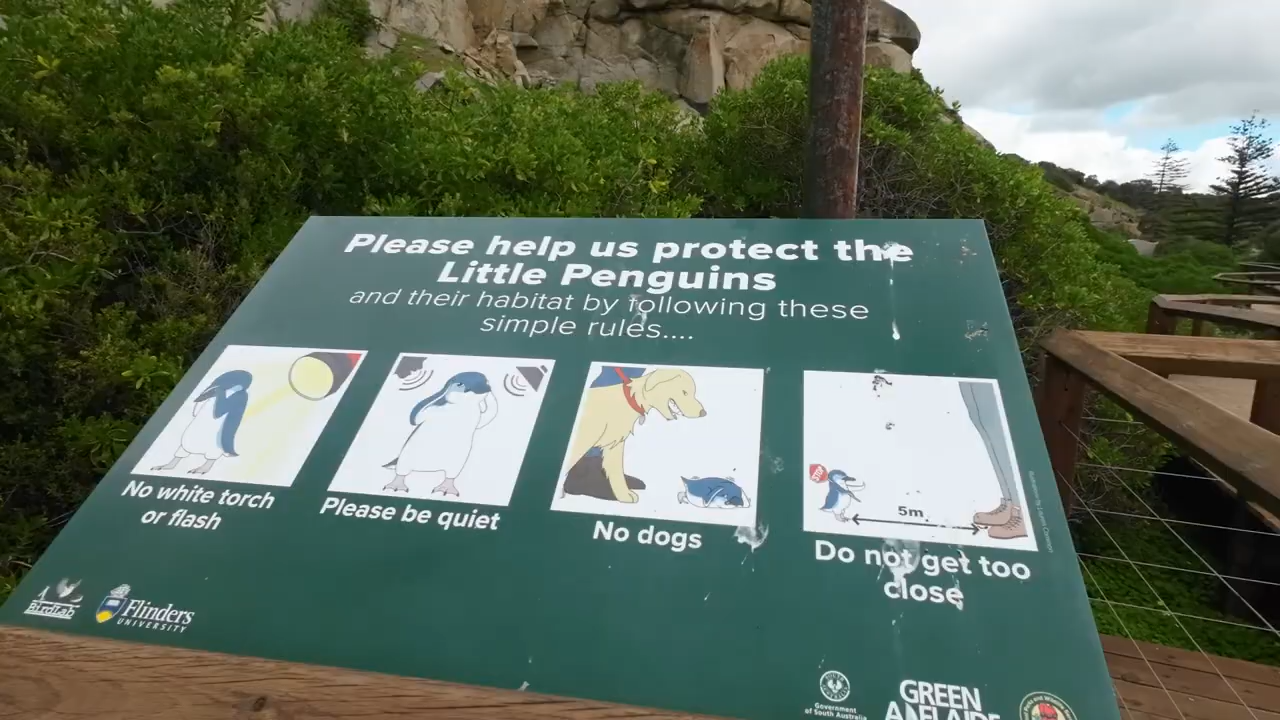 Please help us protect the
Little Penguins
and their habitat by following these
simple rules....
STOP
5m.
No white torch
or flash
Please be quiet
No dogs
Do not get too
close
BirdLab
Flinders
UNIVERSITY
Government
of South Australia
GREEN
ADELAIDE